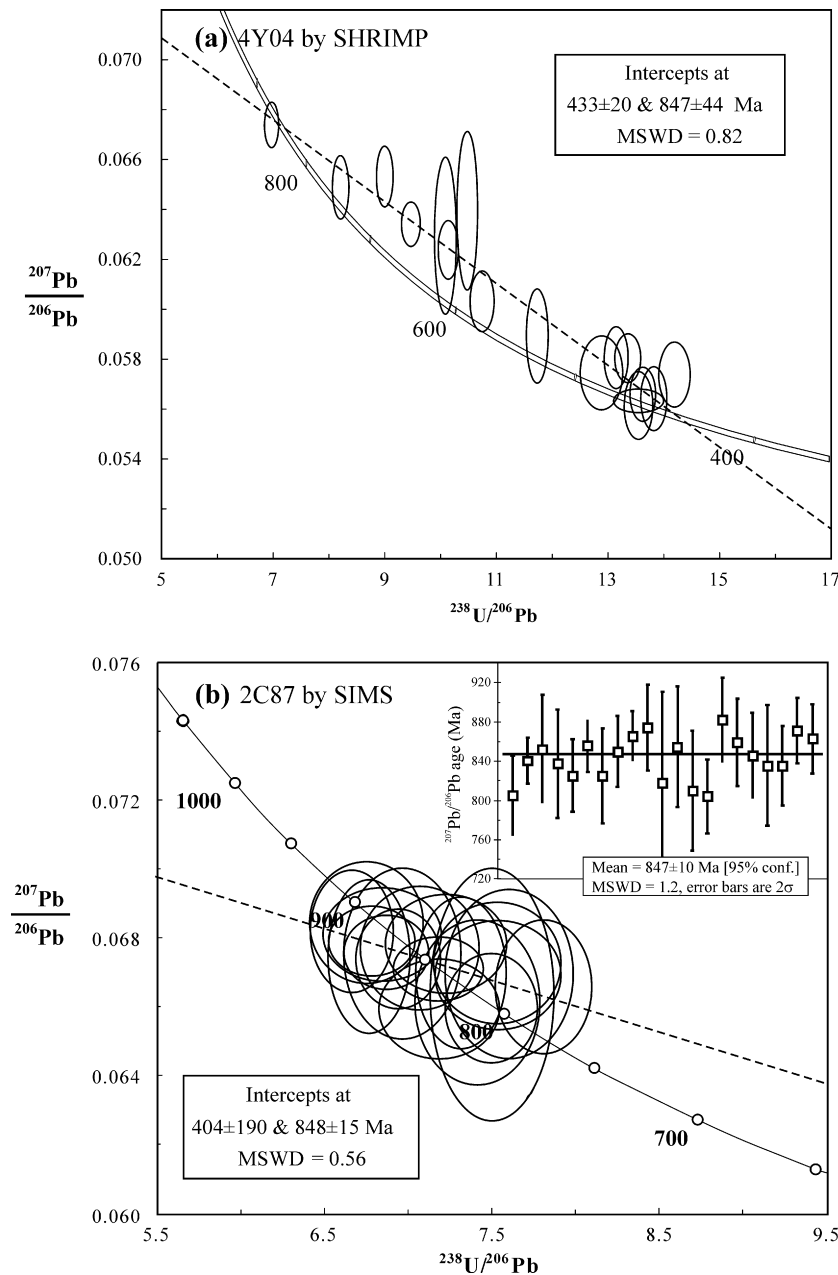 (a) 4Y04 by SHRIMP
Intercepts at
433±20 & 847±44 Ma
MSWD = 0.82
0.070
0.066
0.062
0.058
0.054
0.050
800
600
400
²⁰⁷Pb
²⁰⁶Pb
5 7 9 11 13 15 17
²³⁸U/²⁰⁶Pb
(b) 2C87 by SIMS
0.076
0.072
0.068
0.064
0.060
1000
900
800
700
²⁰⁷Pb
²⁰⁶Pb
²⁰⁷Pb/²⁰⁶Pb age (Ma)
920
880
840
800
760
720
Mean = 847±10 Ma [95% conf.]
MSWD = 1.2, error bars are 2σ
Intercepts at
404±190 & 848±15 Ma
MSWD = 0.56
5.5 6.5 7.5 8.5 9.5
²³⁸U/²⁰⁶Pb